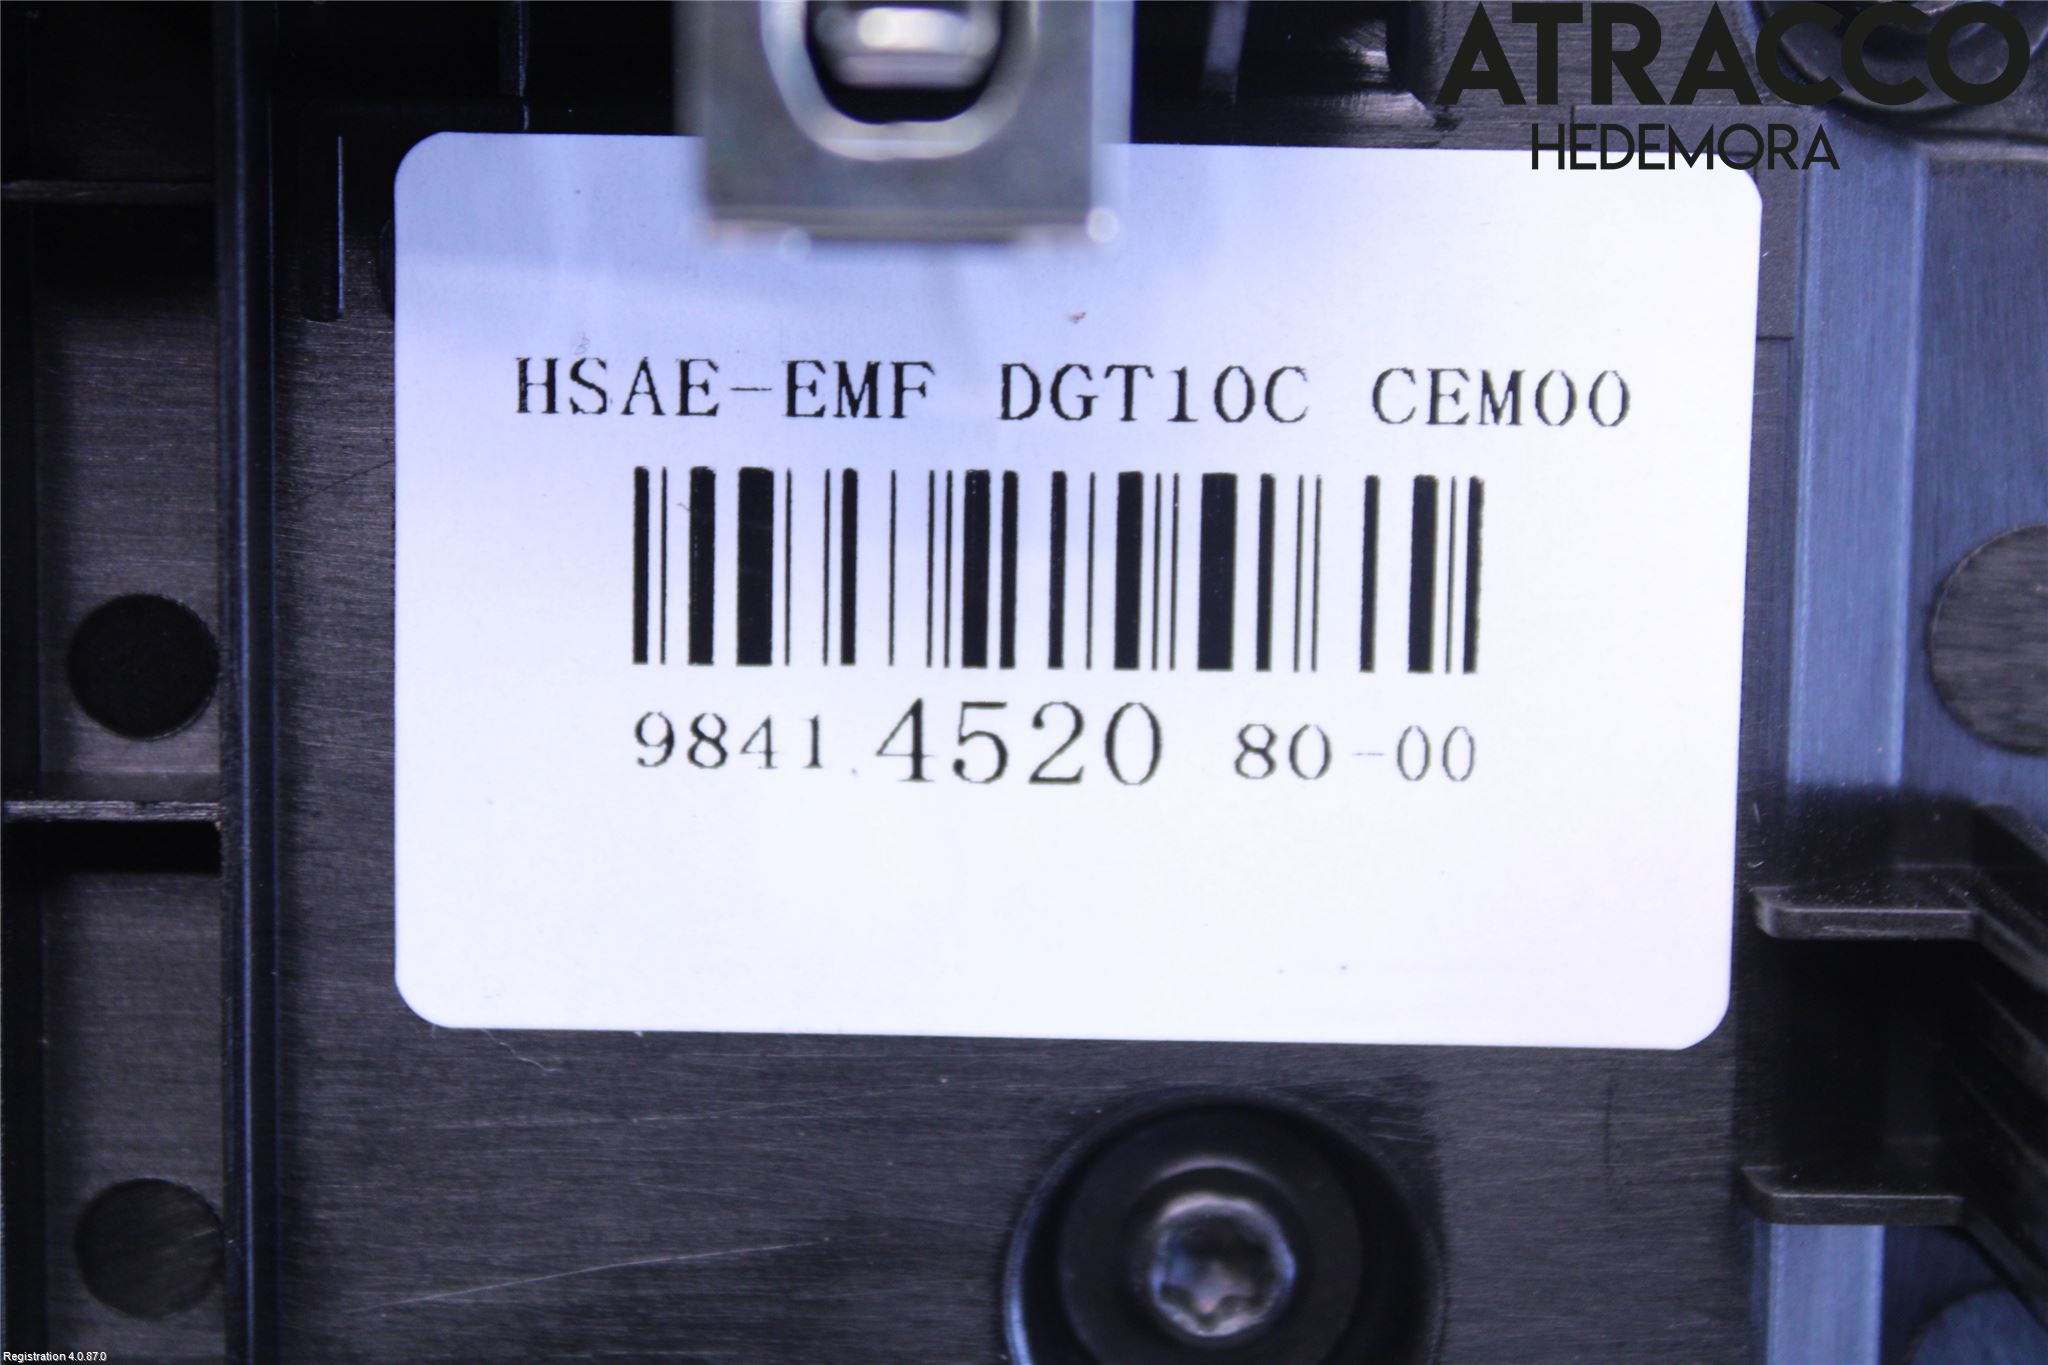 ATRACCO
HEDEMORA
HSAE-EMF DGT10C CEM00
9841 4520 80-00
Registration 4.0.87.0